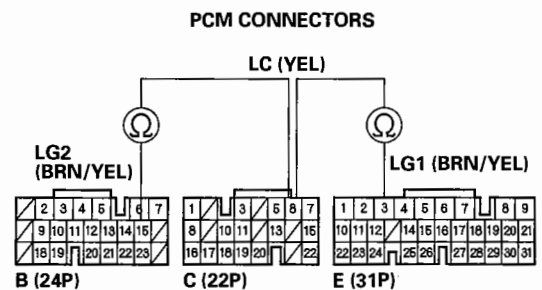 PCM CONNECTORS
LC (YEL)
Ω Ω
LG2
(BRN/YEL)
LG1 (BRN/YEL)
2 3 4 5 6 7
9 10 11 12 13 14 15
18 19 20 21 22 23
B (24P)
1 3 5 6 7
8 10 11 13
16 17 18 19 20 22
C (22P)
1 2 3 4 5 6 7 8 9
10 11 12 13 14 15 16 17 18 19 20 21
22 23 24 25 26 27 28 29 30 31
E (31P)